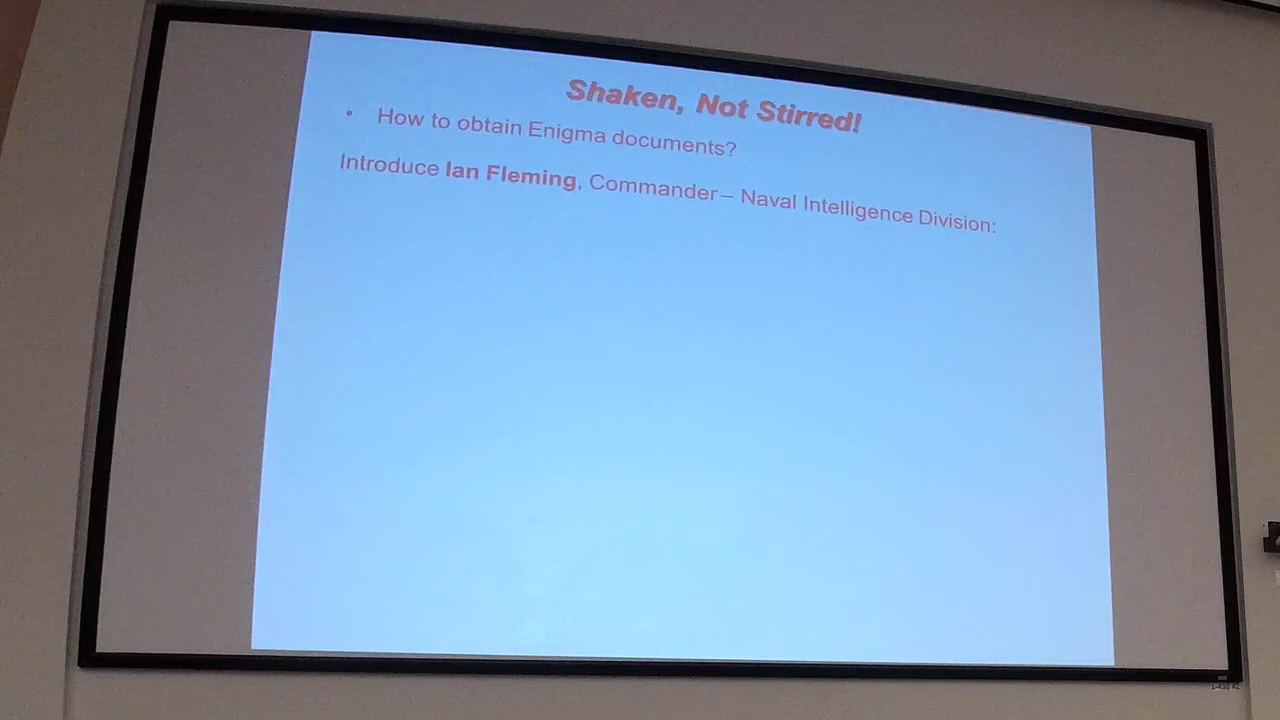 Shaken, Not Stirred!
• How to obtain Enigma documents?
Introduce Ian Fleming, Commander – Naval Intelligence Division: